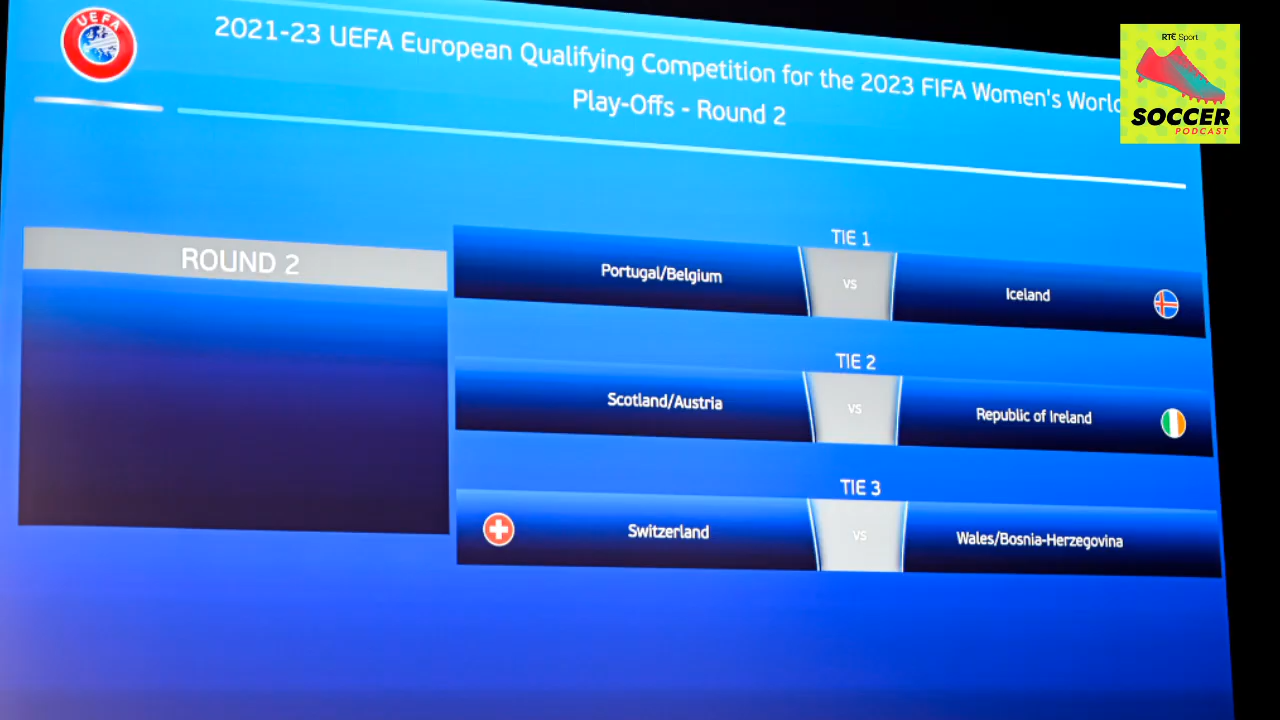 UEFA
2021-23 UEFA European Qualifying Competition for the 2023 FIFA Women's World
Play-Offs - Round 2
RTÉ Sport
SOCCER
PODCAST
ROUND 2
TIE 1
Portugal/Belgium
vs
Iceland
TIE 2
Scotland/Austria
vs
Republic of Ireland
TIE 3
Switzerland
vs
Wales/Bosnia-Herzegovina